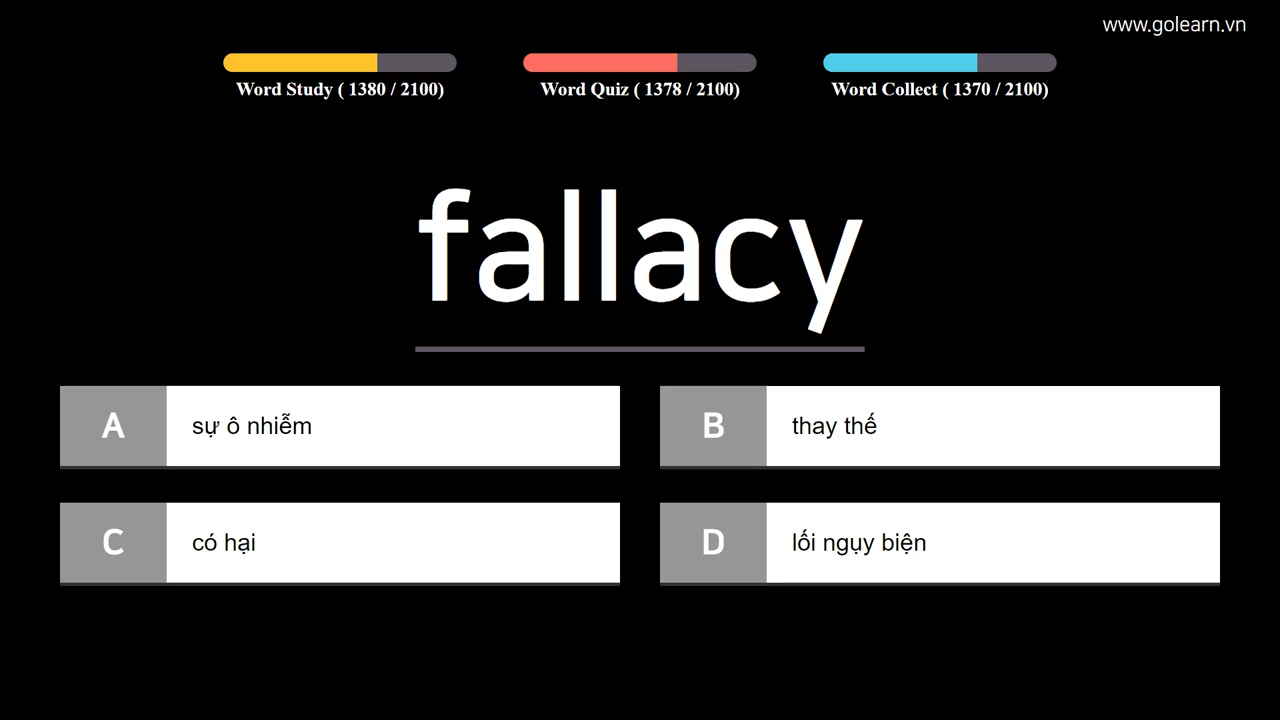 www.golearn.vn
Word Study ( 1380 / 2100)
Word Quiz ( 1378 / 2100)
Word Collect ( 1370 / 2100)
fallacy
A sự ô nhiễm
B thay thế
C có hại
D lối ngụy biện